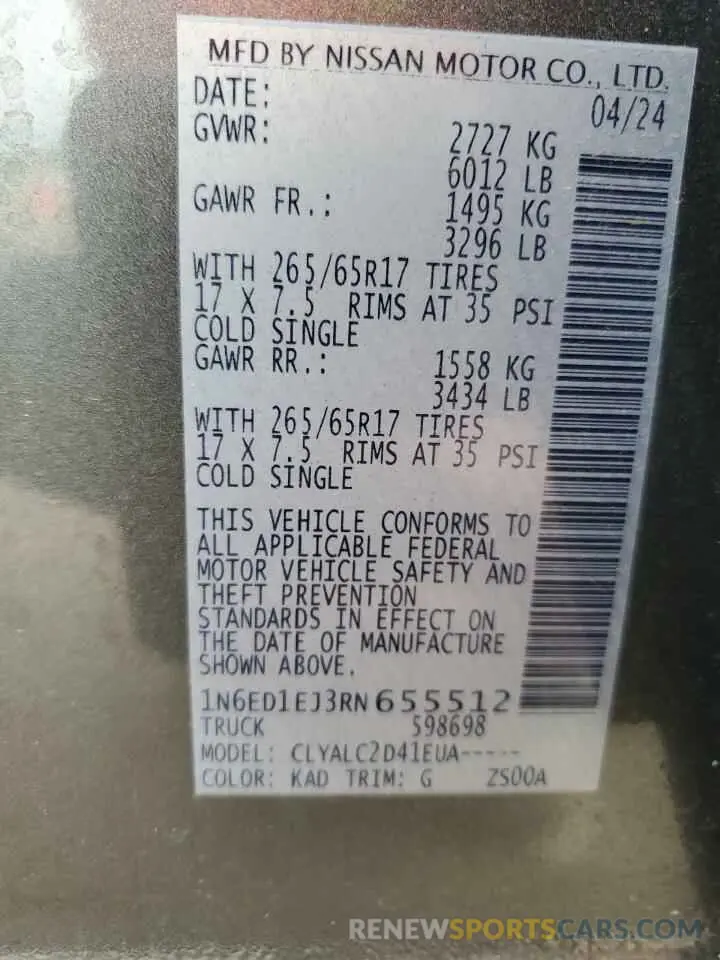 MFD BY NISSAN MOTOR CO., LTD.
DATE: 04/24
GVWR: 2727 KG
6012 LB
GAWR FR.: 1495 KG
3296 LB
WITH 265/65R17 TIRES
17 X 7.5 RIMS AT 35 PSI
COLD SINGLE
GAWR RR.: 1558 KG
3434 LB
WITH 265/65R17 TIRES
17 X 7.5 RIMS AT 35 PSI
COLD SINGLE
THIS VEHICLE CONFORMS TO
ALL APPLICABLE FEDERAL
MOTOR VEHICLE SAFETY AND
THEFT PREVENTION
STANDARDS IN EFFECT ON
THE DATE OF MANUFACTURE
SHOWN ABOVE.
1N6ED1EJ3RN655512
TRUCK 598698
MODEL: CLYALC2D41EUA-----
COLOR: KAD TRIM: G ZS00A
RENEWSPORTSCARS.COM